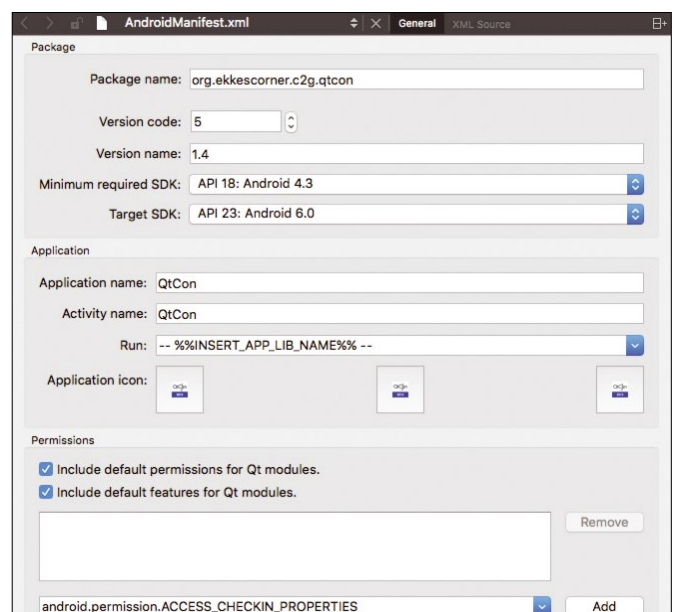 AndroidManifest.xml General XML Source
Package
Package name: org.ekkescorner.c2g.qtcon
Version code: 5
Version name: 1.4
Minimum required SDK: API 18: Android 4.3
Target SDK: API 23: Android 6.0
Application
Application name: QtCon
Activity name: QtCon
Run: -- %%INSERT_APP_LIB_NAME%% --
Application icon:
Permissions
Include default permissions for Qt modules.
Include default features for Qt modules.
Remove
android.permission.ACCESS_CHECKIN_PROPERTIES Add